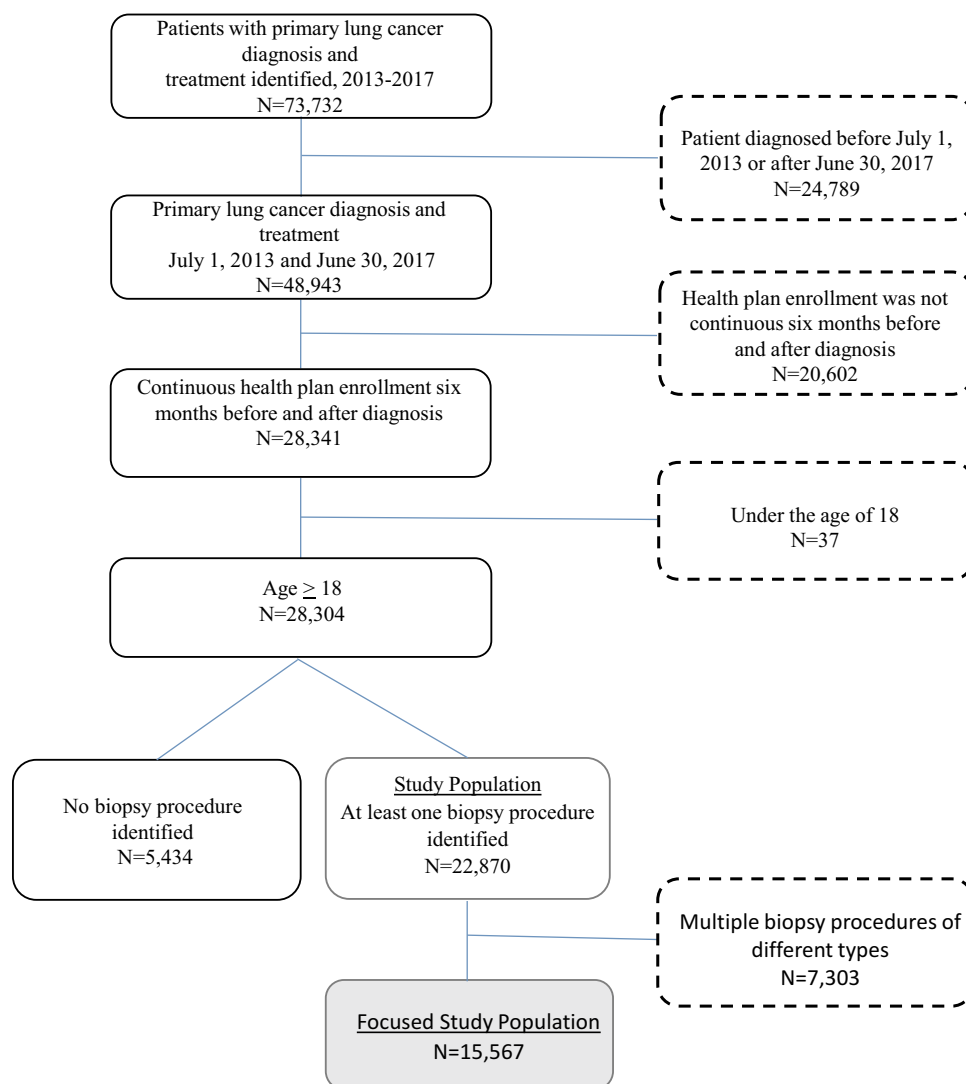 Patients with primary lung cancer
diagnosis and
treatment identified, 2013-2017
N=73,732
Patient diagnosed before July 1,
2013 or after June 30, 2017
N=24,789
Primary lung cancer diagnosis and
treatment
July 1, 2013 and June 30, 2017
N=48,943
Health plan enrollment was not
continuous six months before
and after diagnosis
N=20,602
Continuous health plan enrollment six
months before and after diagnosis
N=28,341
Under the age of 18
N=37
Age ≥ 18
N=28,304
No biopsy procedure
identified
N=5,434
Study Population
At least one biopsy procedure
identified
N=22,870
Multiple biopsy procedures of
different types
N=7,303
Focused Study Population
N=15,567